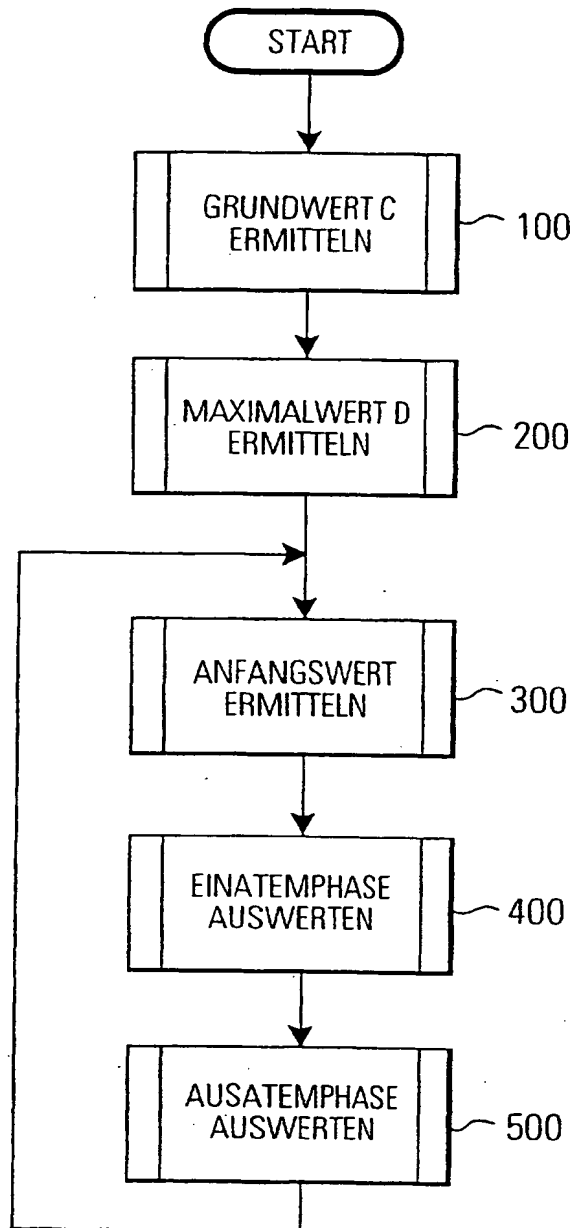 START
GRUNDWERT C
ERMITTELN
100
MAXIMALWERT D
ERMITTELN
200
ANFANGSWERT
ERMITTELN
300
EINATEMPHASE
AUSWERTEN
400
AUSATEMPHASE
AUSWERTEN
500